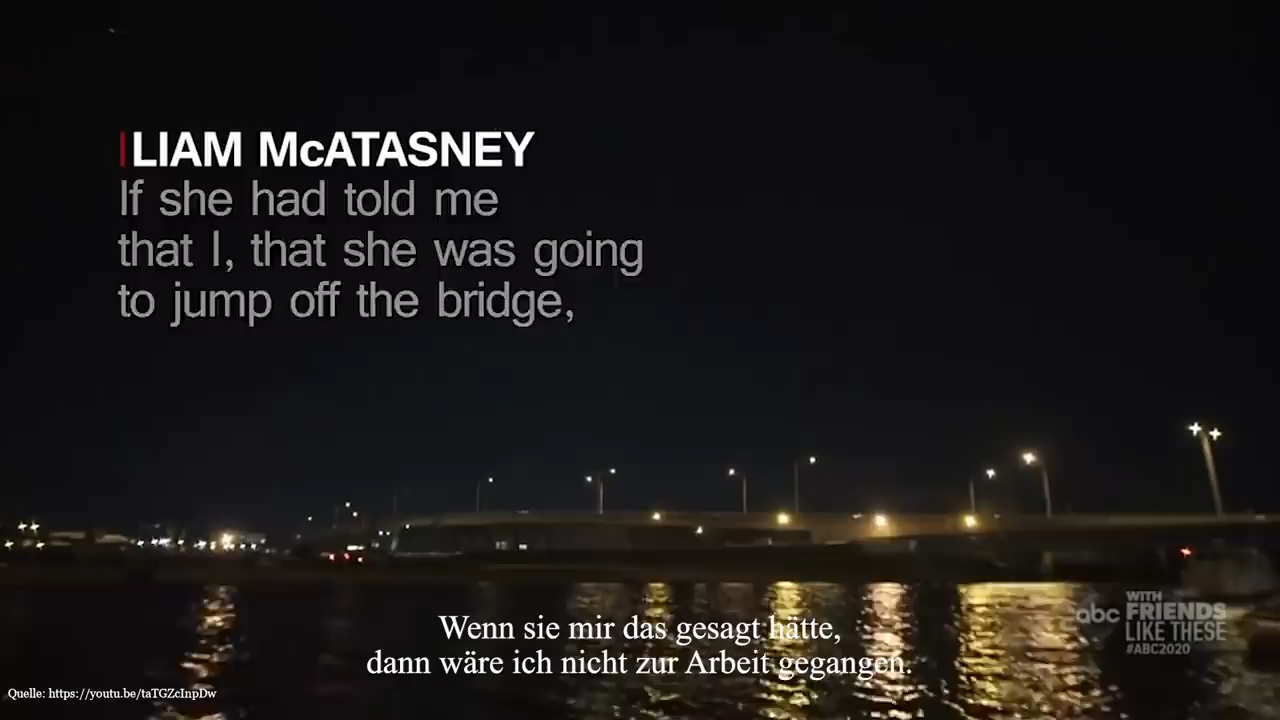 LIAM McATASNEY
If she had told me
that I, that she was going
to jump off the bridge,
abc WITH
FRIENDS
LIKE THESE
#ABC2020
Wenn sie mir das gesagt hätte,
dann wäre ich nicht zur Arbeit gegangen.
Quelle: https://youtu.be/taTGZcInpDw